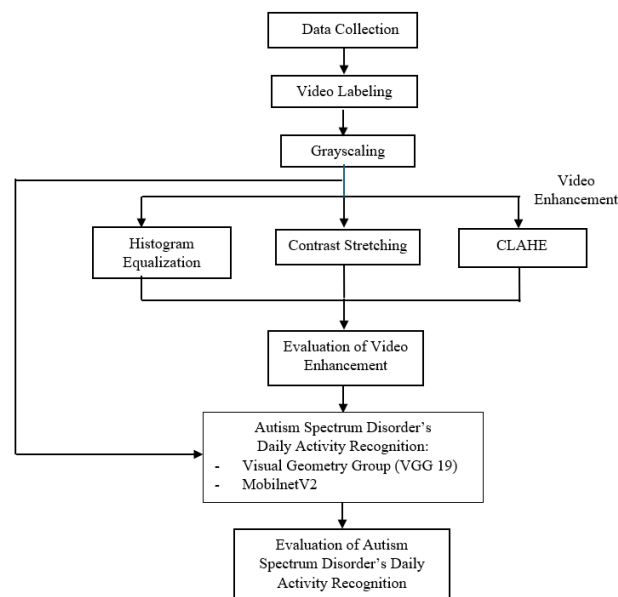 Data Collection
Video Labeling
Grayscaling
Video
Enhancement
Histogram
Equalization
Contrast Stretching
CLAHE
Evaluation of Video
Enhancement
Autism Spectrum Disorder's
Daily Activity Recognition:
- Visual Geometry Group (VGG 19)
- MobilnetV2
Evaluation of Autism
Spectrum Disorder's Daily
Activity Recognition